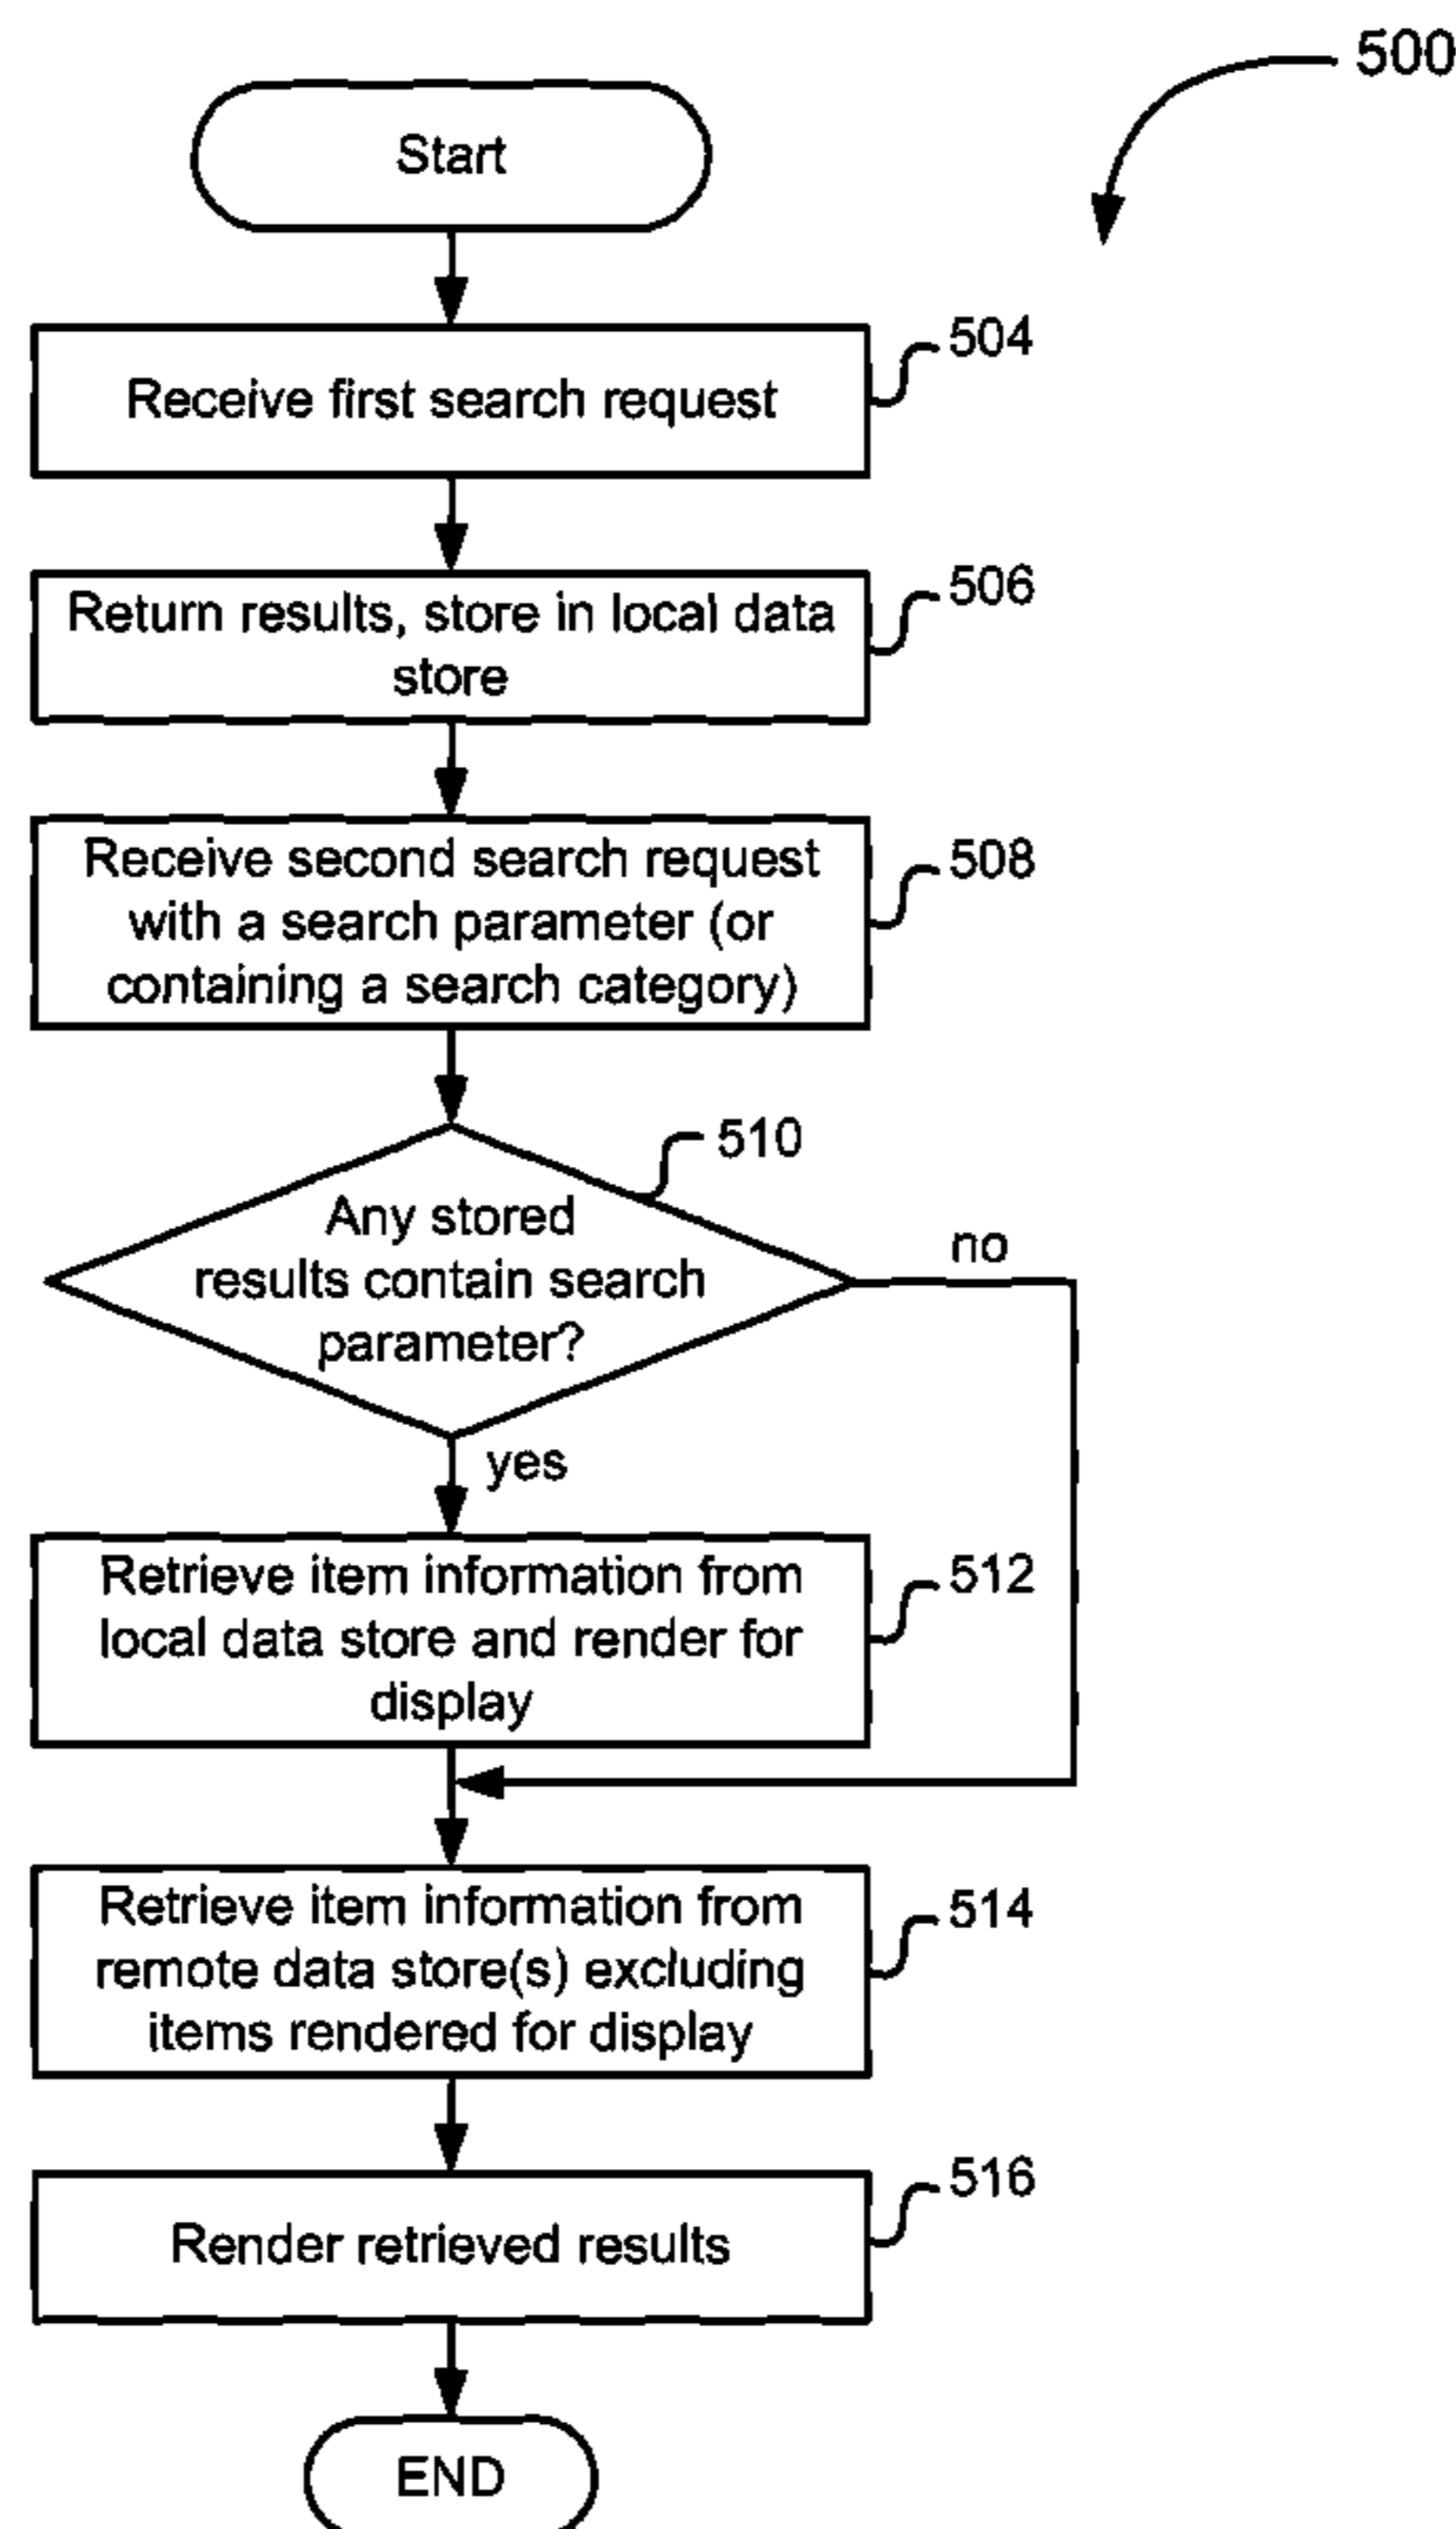 500
Start
504
Receive first search request
506
Return results, store in local data
store
508
Receive second search request
with a search parameter (or
containing a search category)
510
Any stored
results contain search
parameter?
no
yes
512
Retrieve item information from
local data store and render for
display
514
Retrieve item information from
remote data store(s) excluding
items rendered for display
516
Render retrieved results
END